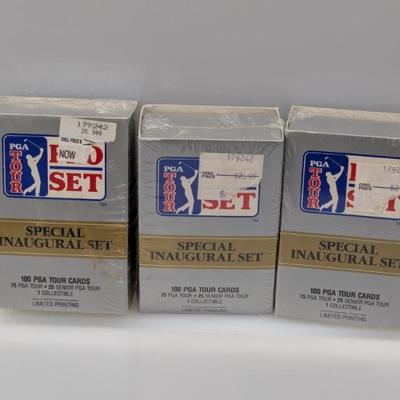 179242
25 980
NOW
PGA
TOUR
SET
SPECIAL
INAUGURAL SET
100 PGA TOUR CARDS
75 PGA TOUR • 25 SENIOR PGA TOUR
1 COLLECTIBLE
LIMITED PRINTING
179242
PGA
TOUR
SET
SPECIAL
INAUGURAL SET
100 PGA TOUR CARDS
75 PGA TOUR • 25 SENIOR PGA TOUR
1 COLLECTIBLE
LIMITED PRINTING
PGA
TOUR
SET
SPECIAL
INAUGURAL SET
100 PGA TOUR CARDS
75 PGA TOUR • 25 SENIOR PGA TOUR
1 COLLECTIBLE
LIMITED PRINTING